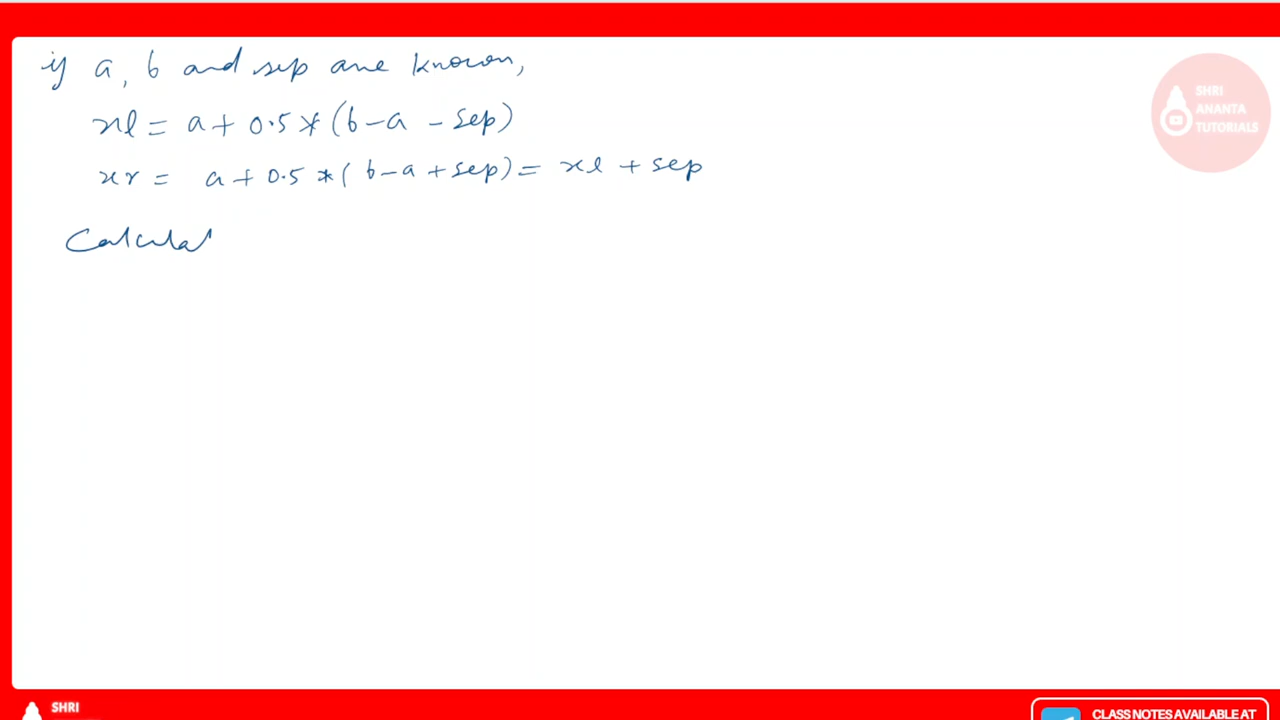 if a, b and sep are known,
xl = a + 0.5 * (b - a - sep)
xr = a + 0.5 * ( b - a + sep) = xl + sep
Calculat
SHRI
ANANTA
TUTORIALS
SHRI
CLASS NOTES AVAILABLE AT